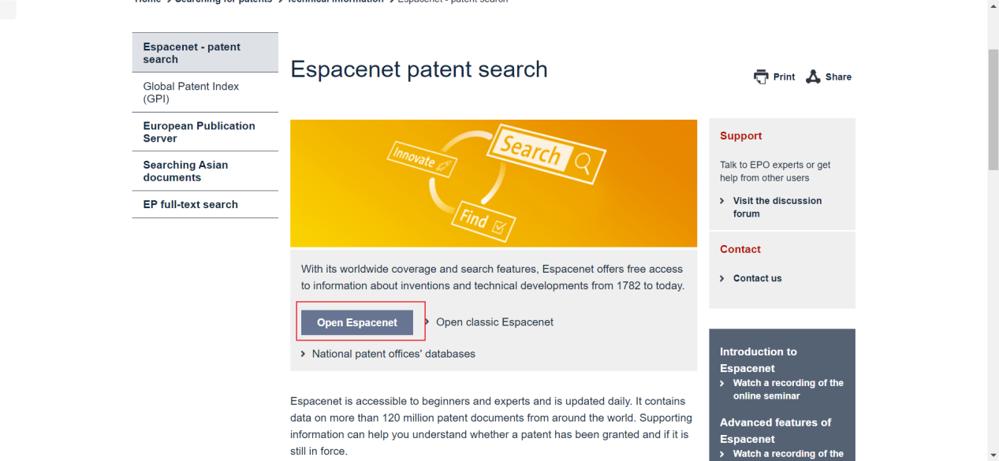 Home > Searching for patents > Technical information > Espacenet - patent search
Espacenet - patent
search
Global Patent Index
(GPI)
European Publication
Server
Searching Asian
documents
EP full-text search
Espacenet patent search
Print
Share
Innovate
Search
Find
With its worldwide coverage and search features, Espacenet offers free access
to information about inventions and technical developments from 1782 to today.
Open Espacenet
> Open classic Espacenet
> National patent offices' databases
Espacenet is accessible to beginners and experts and is updated daily. It contains
data on more than 120 million patent documents from around the world. Supporting
information can help you understand whether a patent has been granted and if it is
still in force.
Support
Talk to EPO experts or get
help from other users
> Visit the discussion
forum
Contact
> Contact us
Introduction to
Espacenet
> Watch a recording of the
online seminar
Advanced features of
Espacenet
> Watch a recording of the